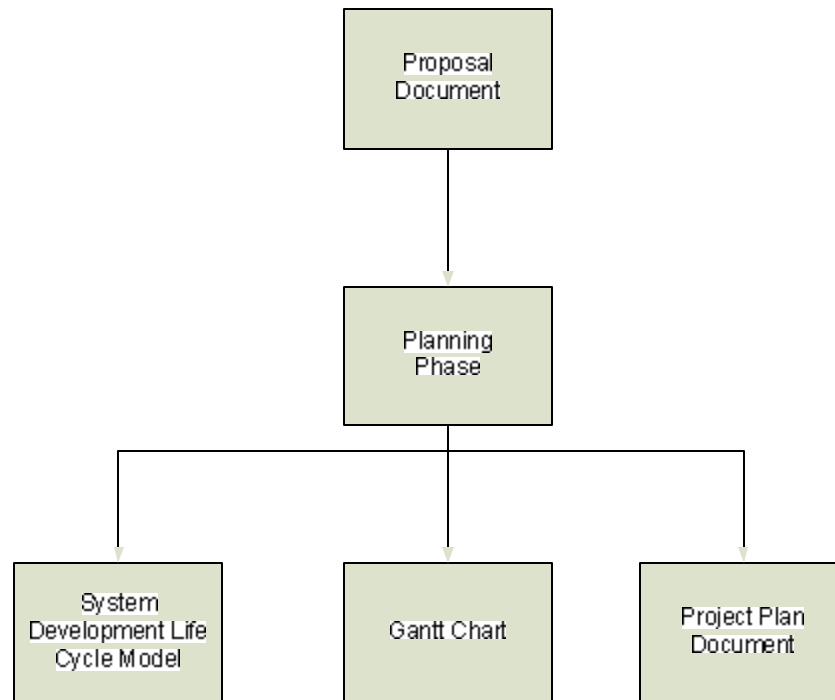 Proposal
Document
Planning
Phase
System
Development Life
Cycle Model
Gantt Chart
Project Plan
Document